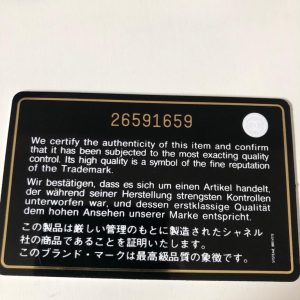 26591659
We certify the authenticity of this item and confirm
that it has been subjected to the most exacting quality
control. Its high quality is a symbol of the fine reputation
of the Trademark.
Wir bestätigen, dass es sich um einen Artikel handelt,
der während seiner Herstellung strengsten Kontrollen
unterworfen war, und dessen erstklassige Qualität
dem hohen Ansehen unserer Marke entspricht.
この製品は厳しい管理のもとに製造されたシャネル
社の商品であることを証明いたします。
このブランド・マークは最高級品質の象徴です。